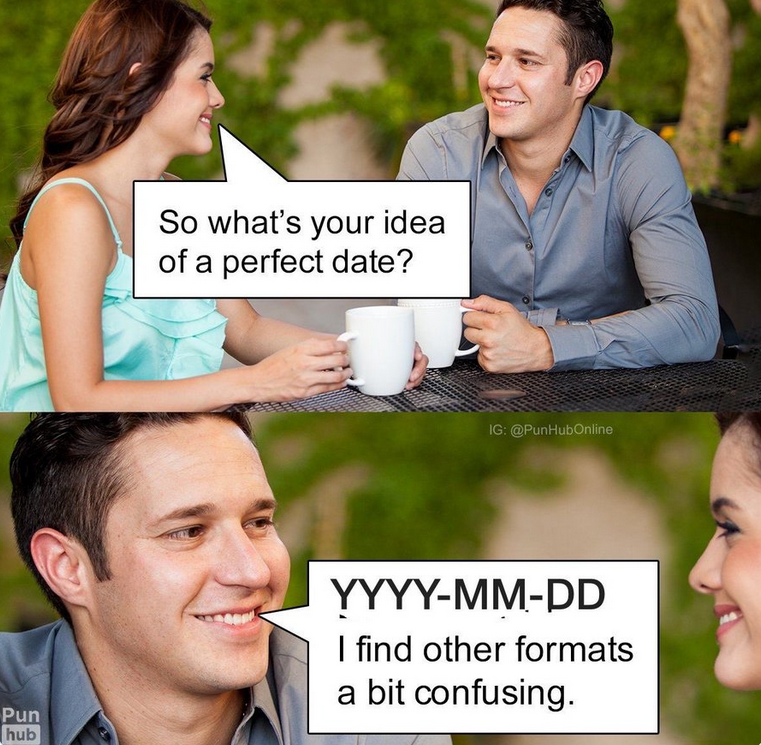 So what's your idea
of a perfect date?
IG: @PunHubOnline
YYYY-MM-DD
I find other formats
a bit confusing.
Pun
hub